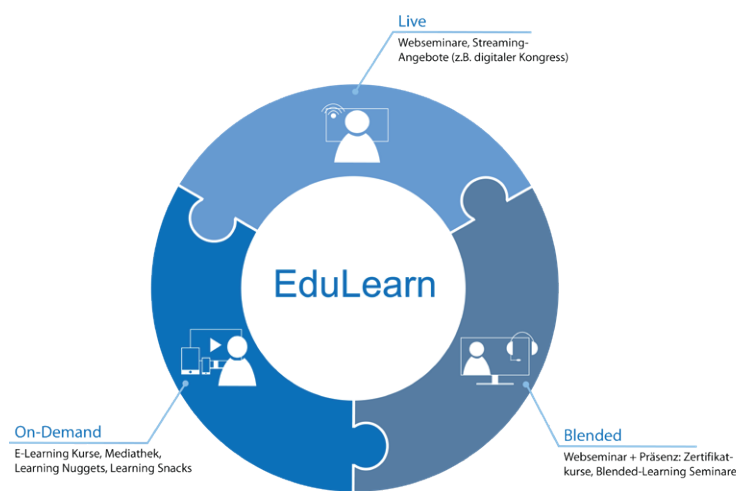 Live
Webseminare, Streaming-
Angebote (z.B. digitaler Kongress)
EduLearn
On-Demand
E-Learning Kurse, Mediathek,
Learning Nuggets, Learning Snacks
Blended
Webseminar + Präsenz: Zertifikat-
kurse, Blended-Learning Seminare